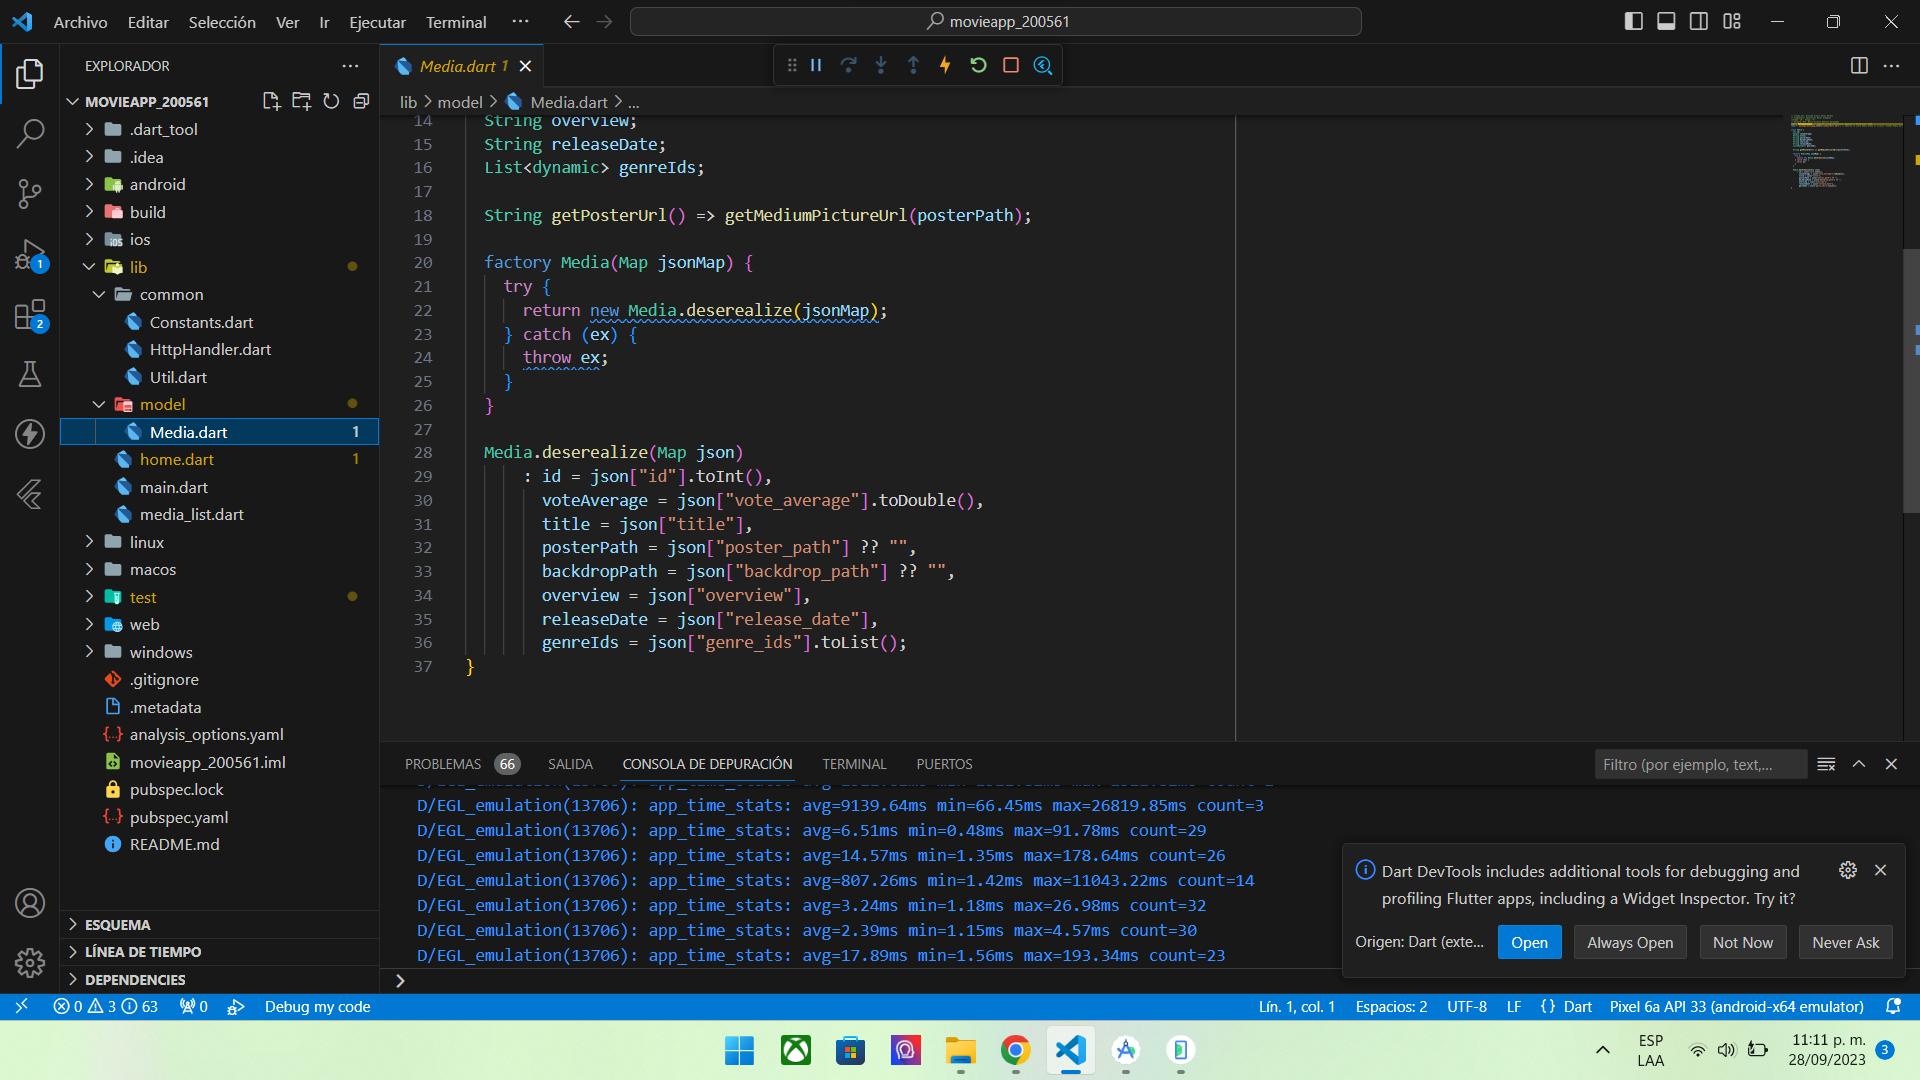 Archivo Editar Selección Ver Ir Ejecutar Terminal ··· movieapp_200561
EXPLORADOR ···
MOVIEAPP_200561
.dart_tool
.idea
android
build
ios
lib
common
Constants.dart
HttpHandler.dart
Util.dart
model
Media.dart 1
home.dart 1
main.dart
media_list.dart
linux
macos
test
web
windows
.gitignore
.metadata
analysis_options.yaml
movieapp_200561.iml
pubspec.lock
pubspec.yaml
README.md
ESQUEMA
LÍNEA DE TIEMPO
DEPENDENCIES
1
2
Media.dart 1
lib > model > Media.dart > ...
14 String overview;
15 String releaseDate;
16 List<dynamic> genreIds;
17
18 String getPosterUrl() => getMediumPictureUrl(posterPath);
19
20 factory Media(Map jsonMap) {
21 try {
22 return new Media.deserealize(jsonMap);
23 } catch (ex) {
24 throw ex;
25 }
26 }
27
28 Media.deserealize(Map json)
29 : id = json["id"].toInt(),
30 voteAverage = json["vote_average"].toDouble(),
31 title = json["title"],
32 posterPath = json["poster_path"] ?? "",
33 backdropPath = json["backdrop_path"] ?? "",
34 overview = json["overview"],
35 releaseDate = json["release_date"],
36 genreIds = json["genre_ids"].toList();
37 }
PROBLEMAS 66 SALIDA CONSOLA DE DEPURACIÓN TERMINAL PUERTOS Filtro (por ejemplo, text,...
D/EGL_emulation(13706): app_time_stats: avg=9139.64ms min=66.45ms max=26819.85ms count=3
D/EGL_emulation(13706): app_time_stats: avg=6.51ms min=0.48ms max=91.78ms count=29
D/EGL_emulation(13706): app_time_stats: avg=14.57ms min=1.35ms max=178.64ms count=26
D/EGL_emulation(13706): app_time_stats: avg=807.26ms min=1.42ms max=11043.22ms count=14
D/EGL_emulation(13706): app_time_stats: avg=3.24ms min=1.18ms max=26.98ms count=32
D/EGL_emulation(13706): app_time_stats: avg=2.39ms min=1.15ms max=4.57ms count=30
D/EGL_emulation(13706): app_time_stats: avg=17.89ms min=1.56ms max=193.34ms count=23
Dart DevTools includes additional tools for debugging and
profiling Flutter apps, including a Widget Inspector. Try it?
Origen: Dart (exte... Open Always Open Not Now Never Ask
0 3 63 0 Debug my code Lín. 1, col. 1 Espacios: 2 UTF-8 LF {} Dart Pixel 6a API 33 (android-x64 emulator)
ESP
LAA
11:11 p. m.
28/09/2023
3